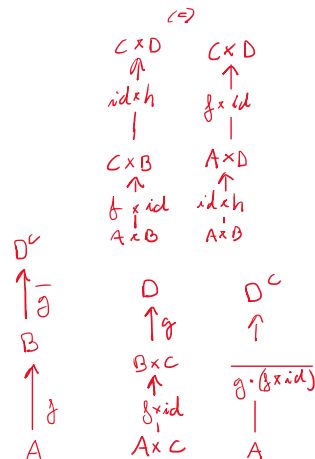 (=)
C×D C×D
id×h f×id
C×B A×D
f×id id×h
A×B A×B
D^C D D^C
g̅ g
B B×C
g·(f×id)
f f×id
A A×C A